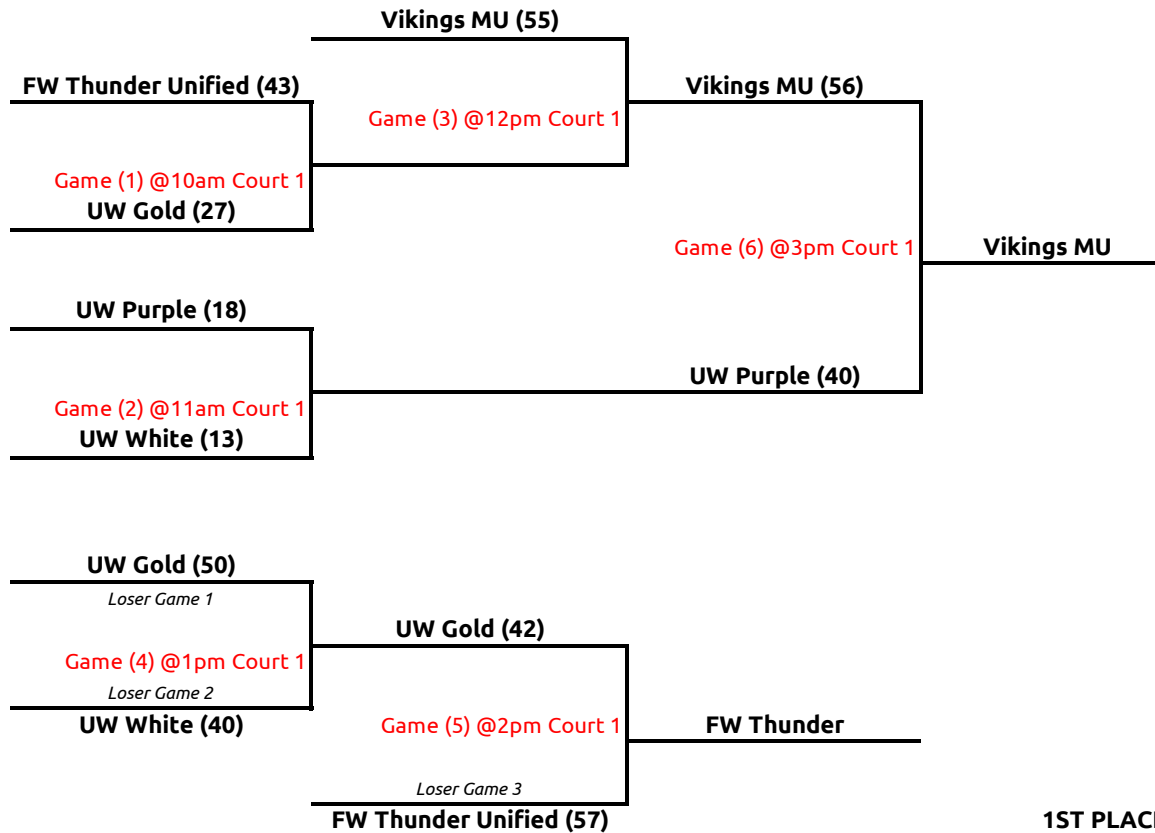 Vikings MU (55)
FW Thunder Unified (43)
Vikings MU (56)
Game (3) @12pm Court 1
Game (1) @10am Court 1
UW Gold (27)
Game (6) @3pm Court 1
Vikings MU
UW Purple (18)
UW Purple (40)
Game (2) @11am Court 1
UW White (13)
UW Gold (50)
Loser Game 1
UW Gold (42)
Game (4) @1pm Court 1
Loser Game 2
UW White (40)
Game (5) @2pm Court 1
FW Thunder
Loser Game 3
FW Thunder Unified (57)
1ST